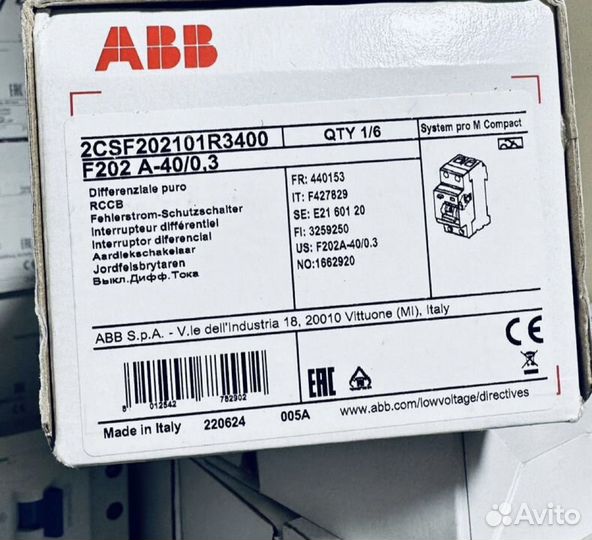 ABB
2CSF202101R3400
F202 A-40/0,3
QTY 1/6
System pro M Compact
Differenziale puro
RCCB
Fehlerstrom-Schutzschalter
Interrupteur différentiel
Interruptor diferencial
Aardlekschakelaar
Jordfelsbrytaren
Выкл.Дифф.Тока
FR: 440153
IT: F427829
SE: E21 601 20
FI: 3259250
US: F202A-40/0.3
NO:1662920
ABB S.p.A. - V.le dell'Industria 18, 20010 Vittuone (MI), Italy
CE
8 012542 782902
EAC
Made in Italy 220624 005A
www.abb.com/lowvoltage/directives
Avito